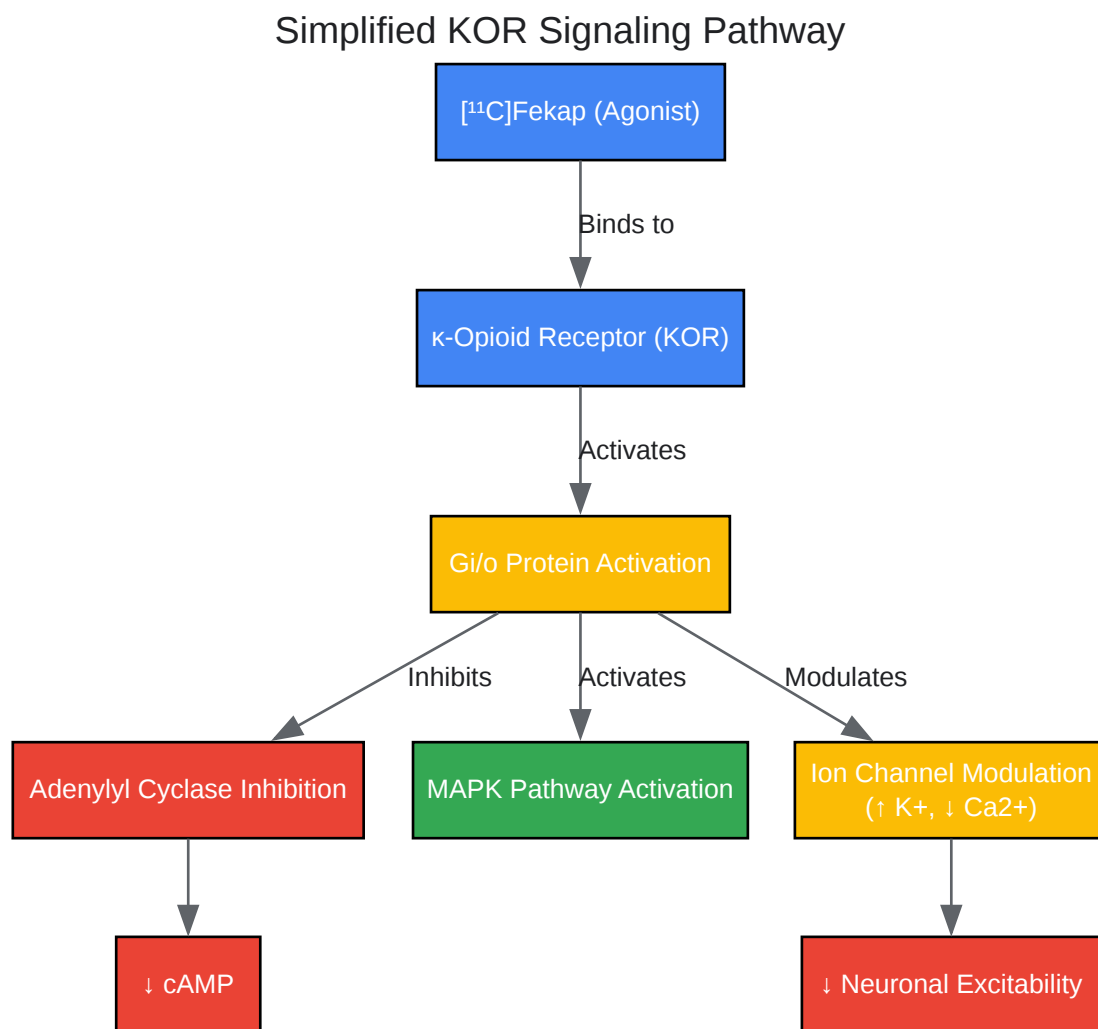 Simplified KOR Signaling Pathway
[¹¹C]Fekap (Agonist)
Binds to
κ-Opioid Receptor (KOR)
Activates
Gi/o Protein Activation
Inhibits
Activates
Modulates
Adenylyl Cyclase Inhibition
MAPK Pathway Activation
Ion Channel Modulation
(↑ K+, ↓ Ca2+)
↓ cAMP
↓ Neuronal Excitability